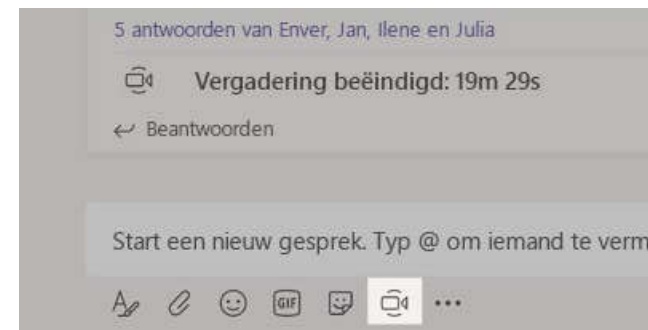 5 antwoorden van Enver, Jan, Ilene en Julia
Vergadering beëindigd: 19m 29s
Beantwoorden
Start een nieuw gesprek. Typ @ om iemand te verm
GIF